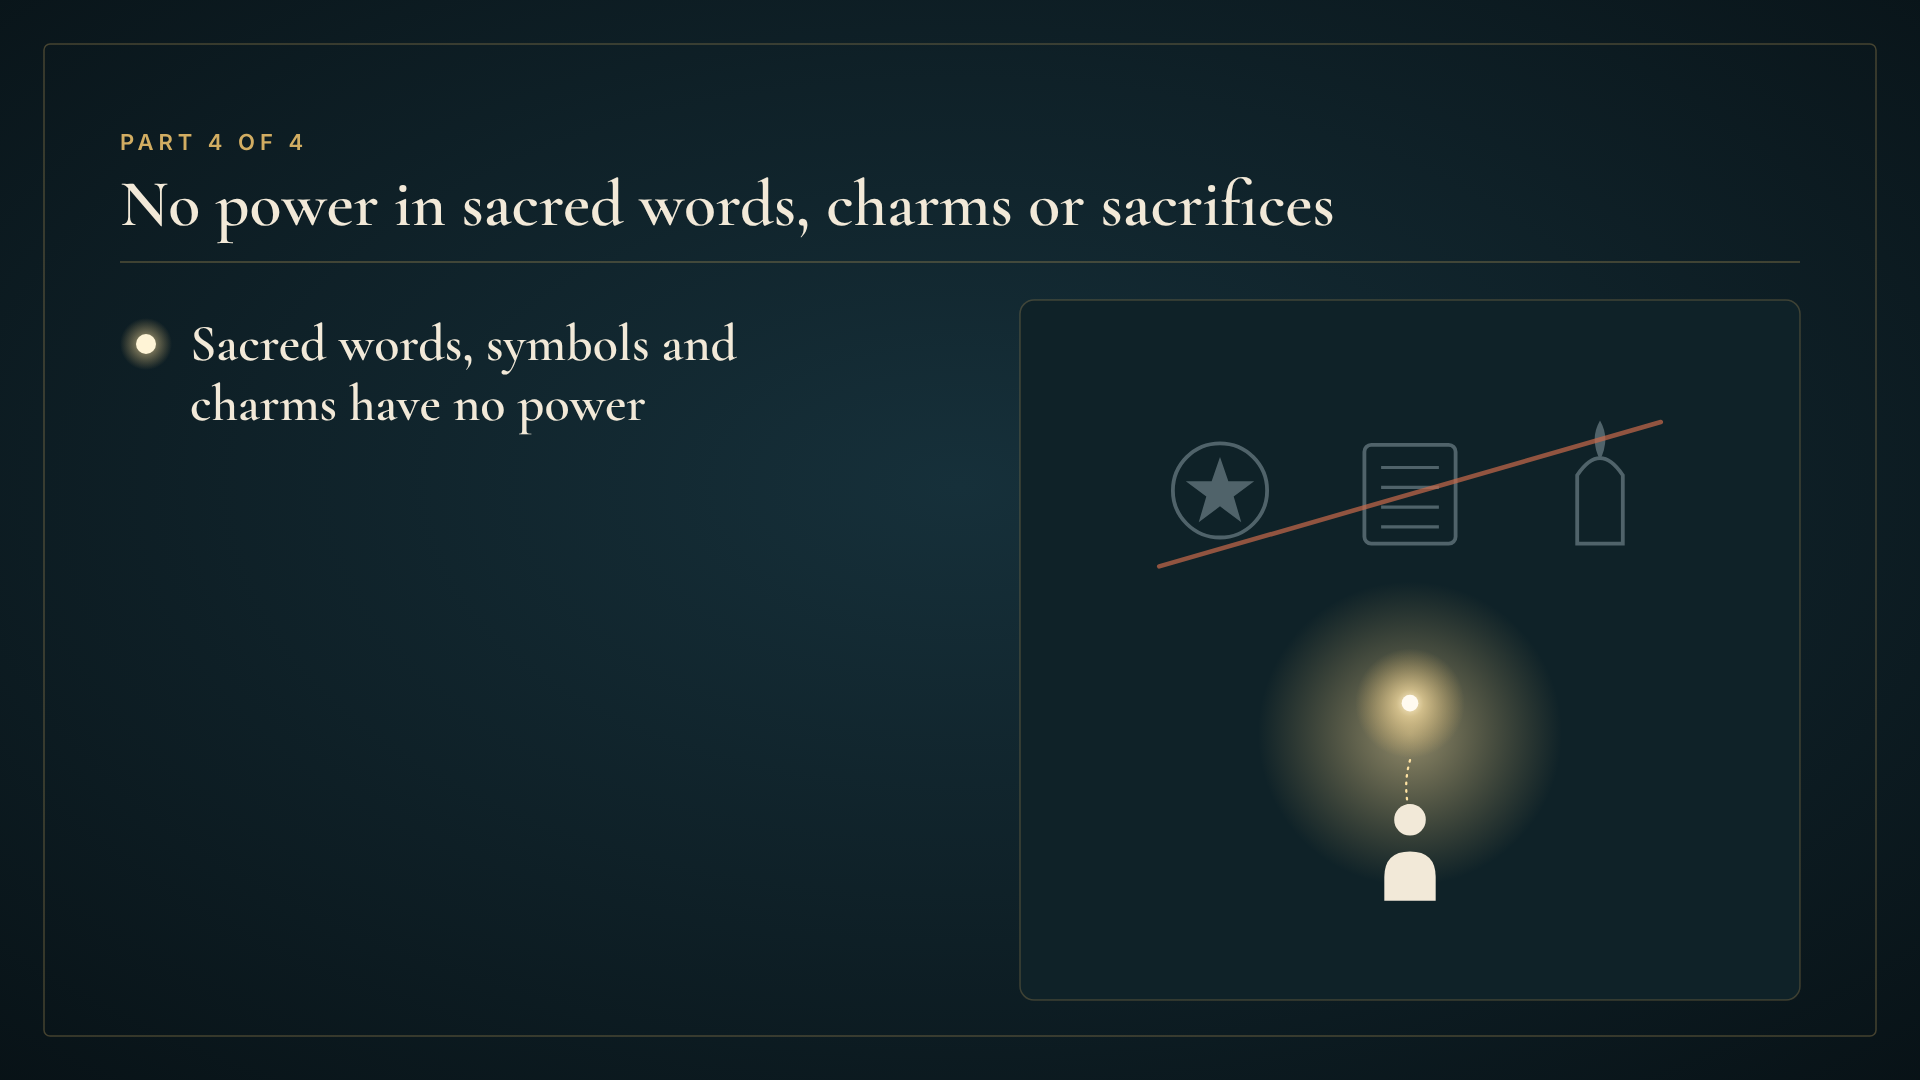 PART 4 OF 4
No power in sacred words, charms or sacrifices
Sacred words, symbols and
charms have no power